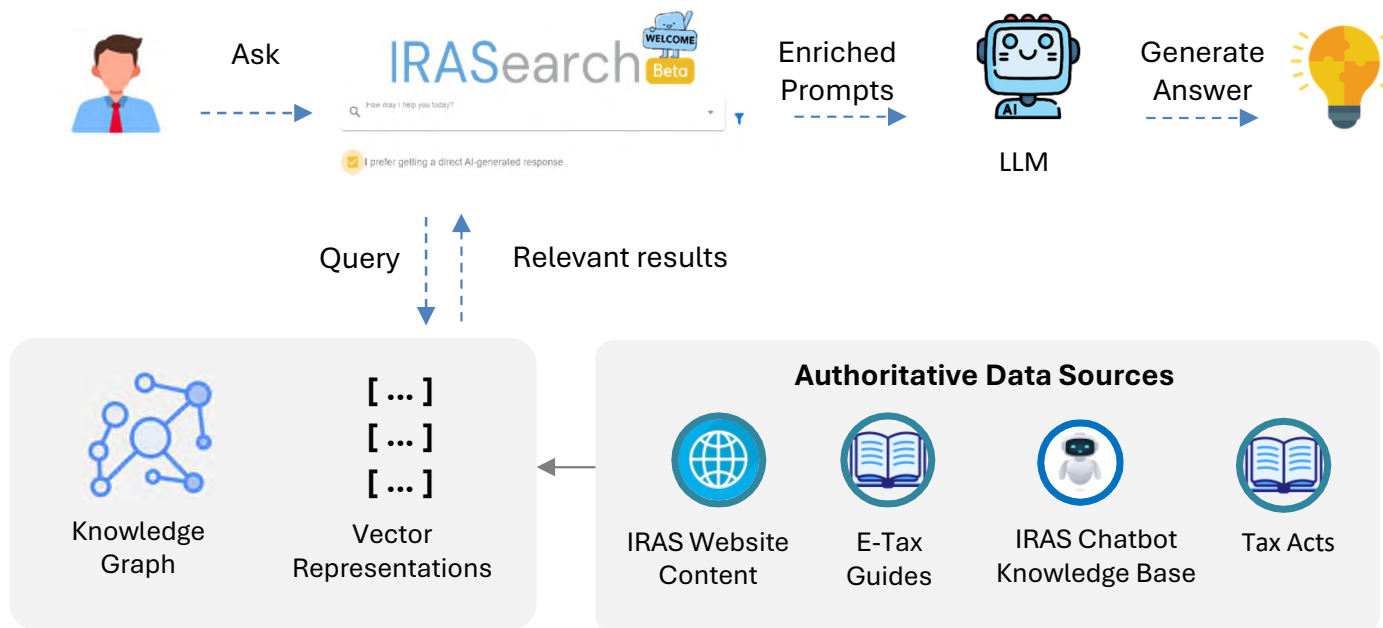 Ask
IRASearch
WELCOME
Beta
How may I help you today?
I prefer getting a direct AI-generated response
Enriched
Prompts
AI
LLM
Generate
Answer
Query
Relevant results
[ ... ]
[ ... ]
[ ... ]
Knowledge
Graph
Vector
Representations
Authoritative Data Sources
IRAS Website
Content
E-Tax
Guides
IRAS Chatbot
Knowledge Base
Tax Acts